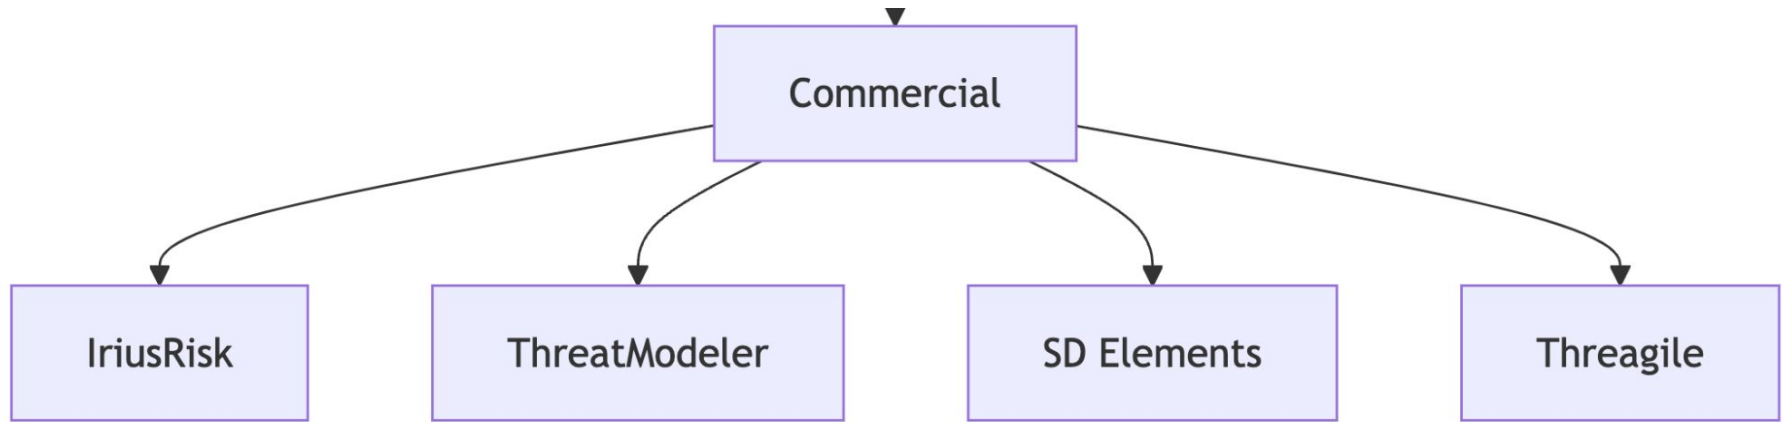 Commercial
IriusRisk
ThreatModeler
SD Elements
Threagile